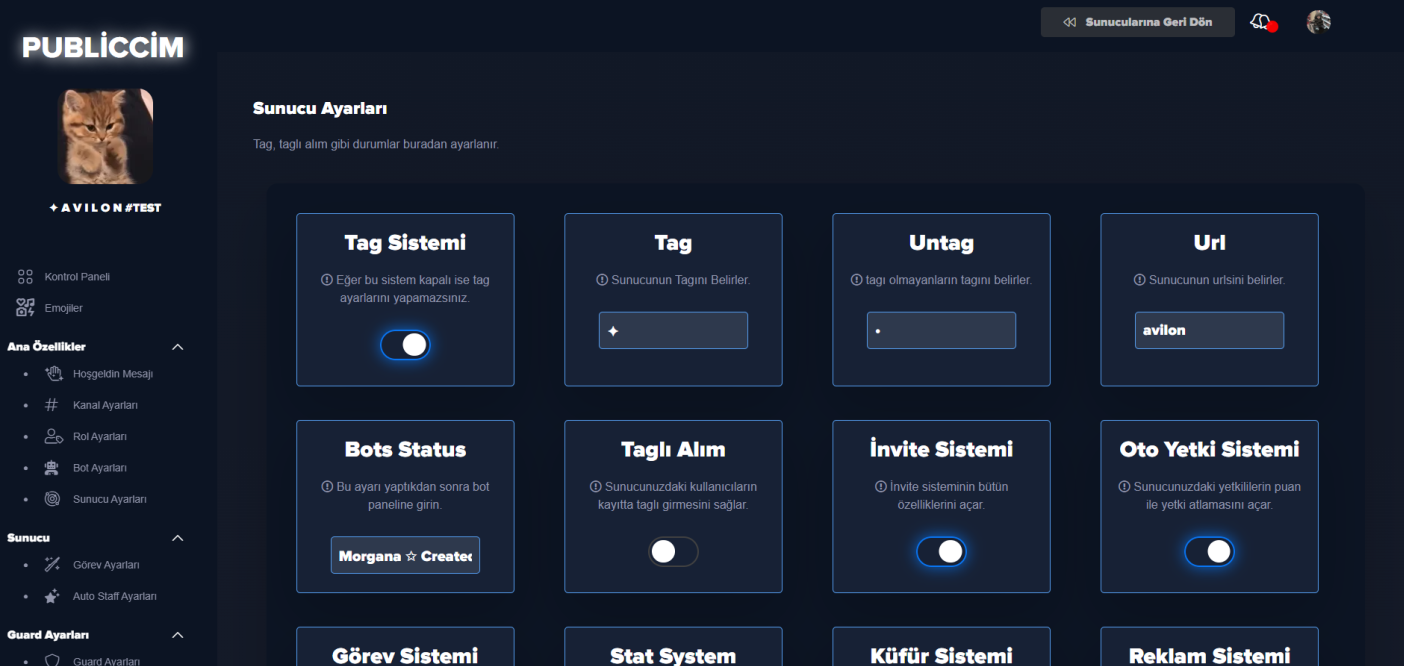 PUBLİCCİM
Sunucularına Geri Dön
✦ A V I L O N #TEST
Kontrol Paneli
Emojiler
Ana Özellikler
Hoşgeldin Mesajı
Kanal Ayarları
Rol Ayarları
Bot Ayarları
Sunucu Ayarları
Sunucu
Görev Ayarları
Auto Staff Ayarları
Guard Ayarları
Guard Ayarları
Sunucu Ayarları
Tag, taglı alım gibi durumlar buradan ayarlanır.
Tag Sistemi
Eğer bu sistem kapalı ise tag
ayarlarını yapamazsınız.
Tag
Sunucunun Tagını Belirler.
✦
Untag
tagı olmayanların tagını belirler.
•
Url
Sunucunun urlsini belirler.
avilon
Bots Status
Bu ayarı yaptıkdan sonra bot
paneline girin.
Morgana ☆ Created
Taglı Alım
Sunucunuzdaki kullanıcıların
kayıtta taglı girmesini sağlar.
İnvite Sistemi
İnvite sisteminin bütün
özelliklerini açar.
Oto Yetki Sistemi
Sunucunuzdaki yetkililerin puan
ile yetki atlamasını açar.
Görev Sistemi
Stat System
Küfür Sistemi
Reklam Sistemi